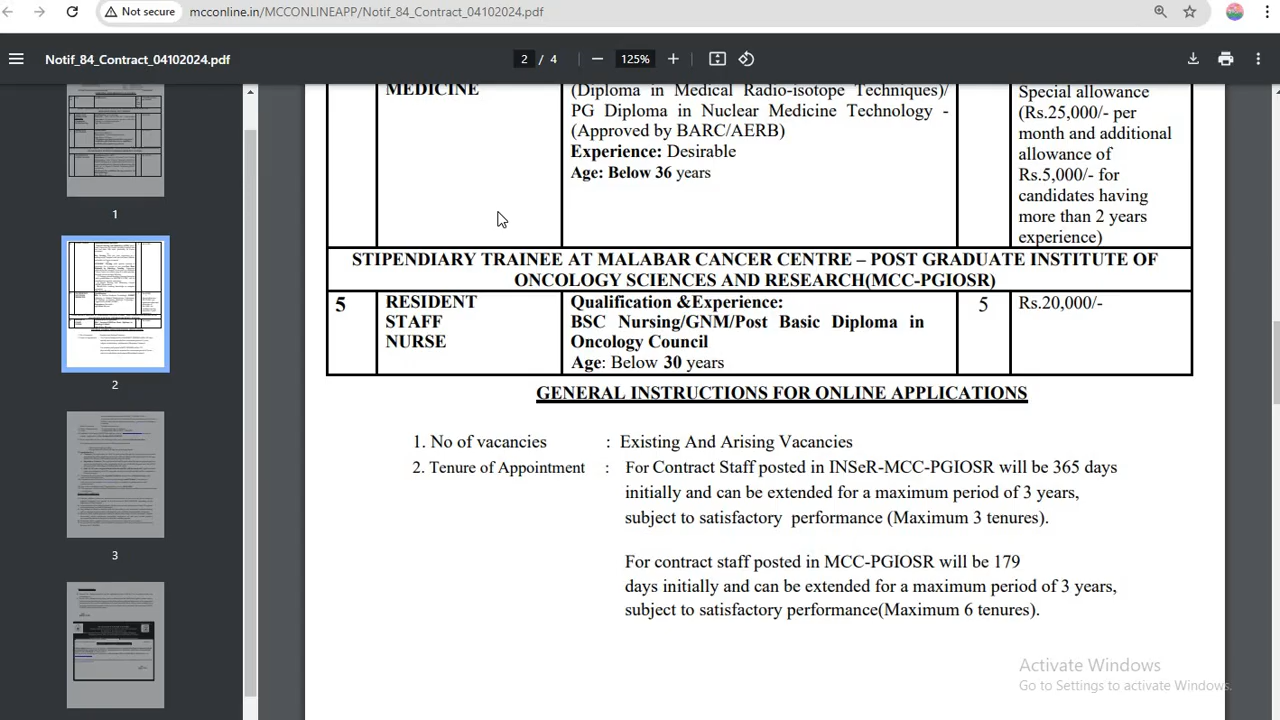 Not secure
mcconline.in/MCCONLINEAPP/Notif_84_Contract_04102024.pdf
Notif_84_Contract_04102024.pdf
2 / 4
125%
1
2
3
MEDICINE
(Diploma in Medical Radio-isotope Techniques)/
PG Diploma in Nuclear Medicine Technology -
(Approved by BARC/AERB)
Experience: Desirable
Age: Below 36 years
Special allowance
(Rs.25,000/- per
month and additional
allowance of
Rs.5,000/- for
candidates having
more than 2 years
experience)
STIPENDIARY TRAINEE AT MALABAR CANCER CENTRE – POST GRADUATE INSTITUTE OF
ONCOLOGY SCIENCES AND RESEARCH(MCC-PGIOSR)
5
RESIDENT
STAFF
NURSE
Qualification &Experience:
BSC Nursing/GNM/Post Basic Diploma in
Oncology Council
Age: Below 30 years
5
Rs.20,000/-
GENERAL INSTRUCTIONS FOR ONLINE APPLICATIONS
1. No of vacancies : Existing And Arising Vacancies
2. Tenure of Appointment : For Contract Staff posted in INSeR-MCC-PGIOSR will be 365 days
initially and can be extended for a maximum period of 3 years,
subject to satisfactory performance (Maximum 3 tenures).
For contract staff posted in MCC-PGIOSR will be 179
days initially and can be extended for a maximum period of 3 years,
subject to satisfactory performance(Maximum 6 tenures).
Activate Windows
Go to Settings to activate Windows.